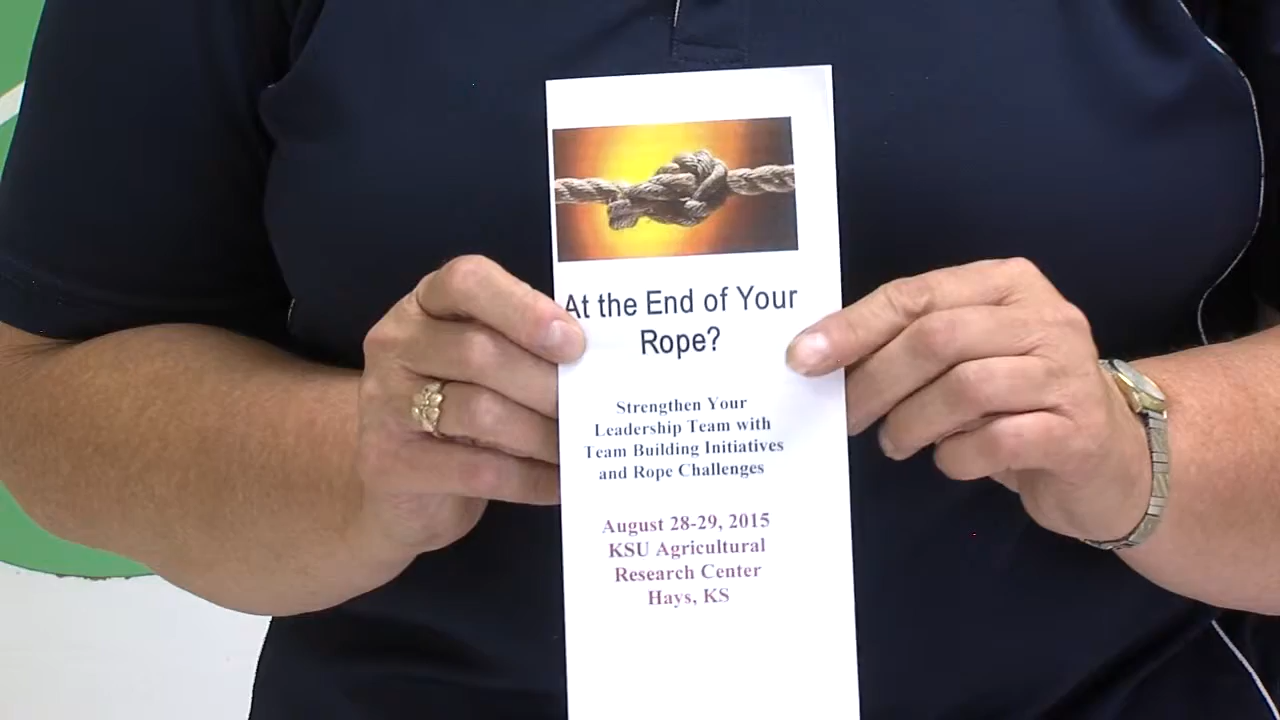 At the End of Your
Rope?
Strengthen Your
Leadership Team with
Team Building Initiatives
and Rope Challenges
August 28-29, 2015
KSU Agricultural
Research Center
Hays, KS